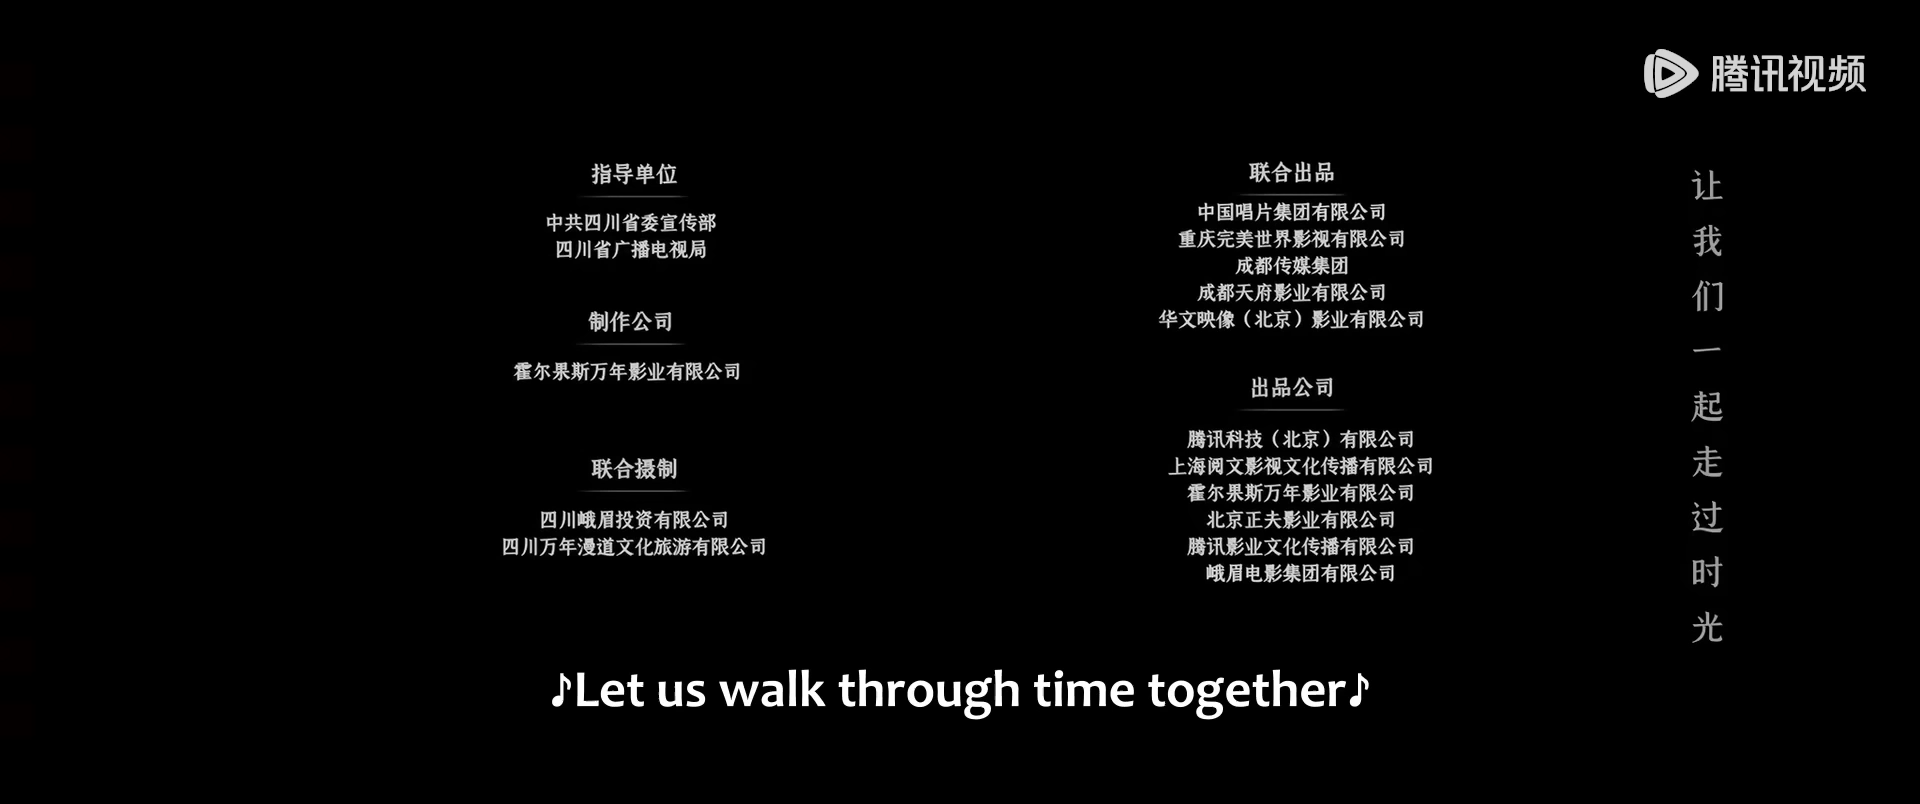 腾讯视频
指导单位
中共四川省委宣传部
四川省广播电视局
制作公司
霍尔果斯万年影业有限公司
联合摄制
四川峨眉投资有限公司
四川万年漫道文化旅游有限公司
联合出品
中国唱片集团有限公司
重庆完美世界影视有限公司
成都传媒集团
成都天府影业有限公司
华文映像（北京）影业有限公司
出品公司
腾讯科技（北京）有限公司
上海阅文影视文化传播有限公司
霍尔果斯万年影业有限公司
北京正夫影业有限公司
腾讯影业文化传播有限公司
峨眉电影集团有限公司
让我们一起走过时光
♪Let us walk through time together♪